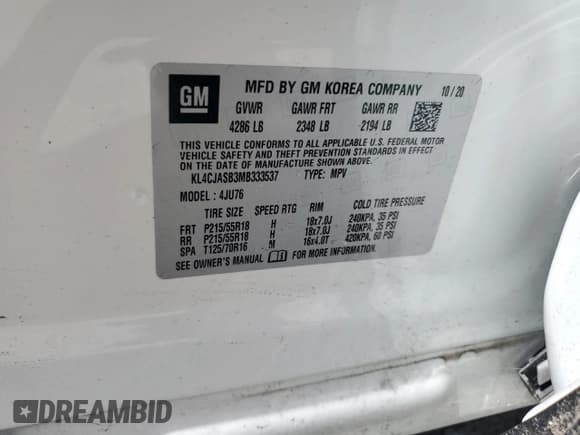 GM
MFD BY GM KOREA COMPANY 10/20
GVWR GAWR FRT GAWR RR
4286 LB 2348 LB 2194 LB
THIS VEHICLE CONFORMS TO ALL APPLICABLE U.S. FEDERAL MOTOR
VEHICLE SAFETY AND THEFT PREVENTION STANDARDS IN EFFECT
ON THE DATE OF MANUFACTURE SHOWN ABOVE.
KL4CJASB3MB333537 TYPE: MPV
MODEL: 4JU76
TIRE SIZE SPEED RTG RIM COLD TIRE PRESSURE
FRT P215/55R18 H 18x7.0J 240KPA, 35 PSI
RR P215/55R18 H 18x7.0J 240KPA, 35 PSI
SPA T125/70R16 M 16x4.0T 420KPA, 60 PSI
SEE OWNER'S MANUAL FOR MORE INFORMATION.
DREAMBID